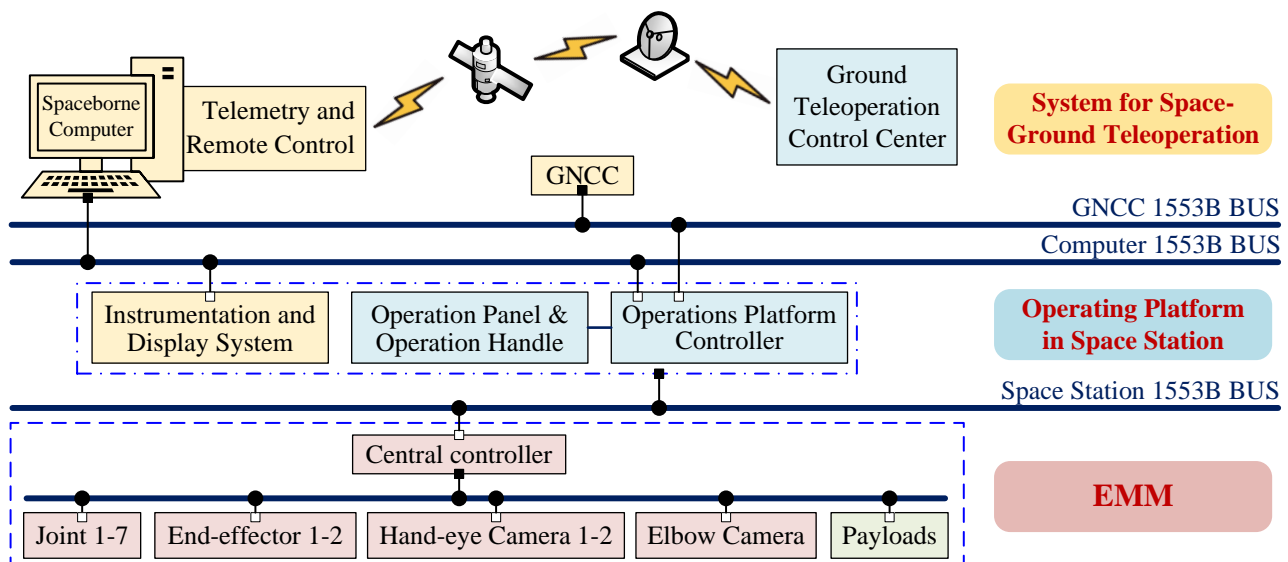 Spaceborne
Computer
Telemetry and
Remote Control
Ground
Teleoperation
Control Center
System for Space-
Ground Teleoperation
GNCC
GNCC 1553B BUS
Computer 1553B BUS
Instrumentation and
Display System
Operation Panel &
Operation Handle
Operations Platform
Controller
Operating Platform
in Space Station
Space Station 1553B BUS
Central controller
EMM
Joint 1-7
End-effector 1-2
Hand-eye Camera 1-2
Elbow Camera
Payloads